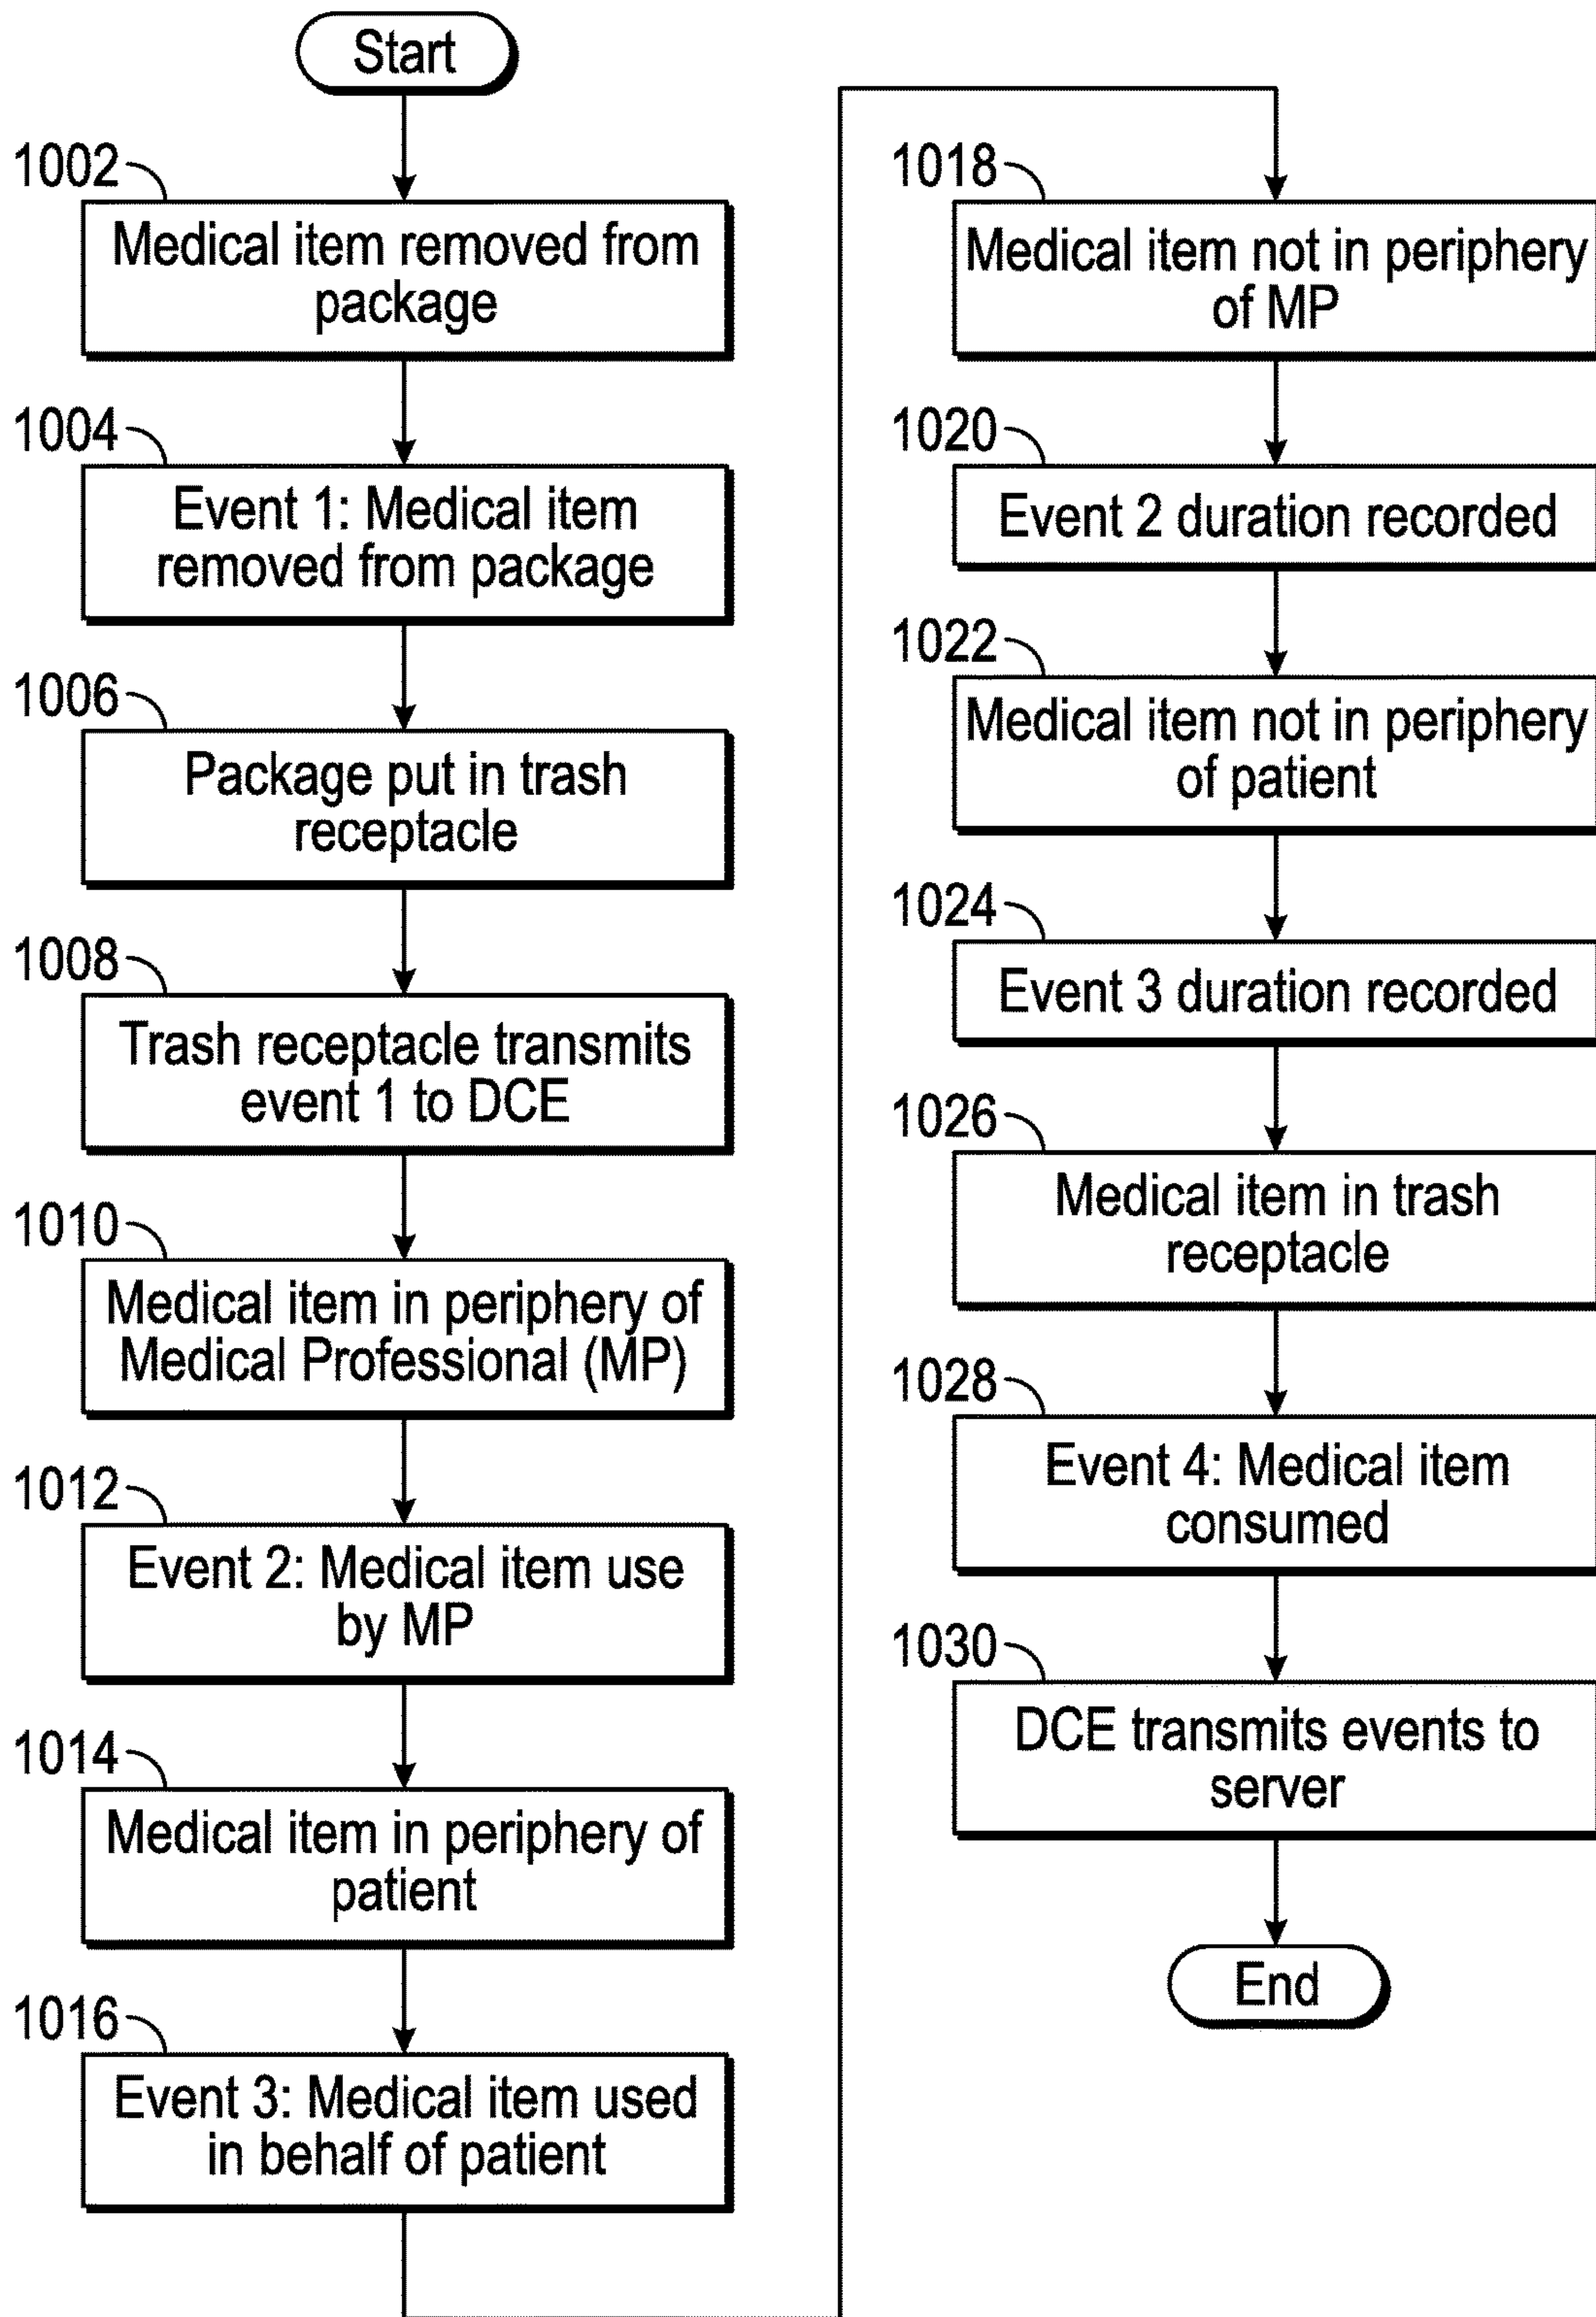 Start
1002
Medical item removed from
package
1004
Event 1: Medical item
removed from package
1006
Package put in trash
receptacle
1008
Trash receptacle transmits
event 1 to DCE
1010
Medical item in periphery of
Medical Professional (MP)
1012
Event 2: Medical item use
by MP
1014
Medical item in periphery of
patient
1016
Event 3: Medical item used
in behalf of patient
1018
Medical item not in periphery
of MP
1020
Event 2 duration recorded
1022
Medical item not in periphery
of patient
1024
Event 3 duration recorded
1026
Medical item in trash
receptacle
1028
Event 4: Medical item
consumed
1030
DCE transmits events to
server
End